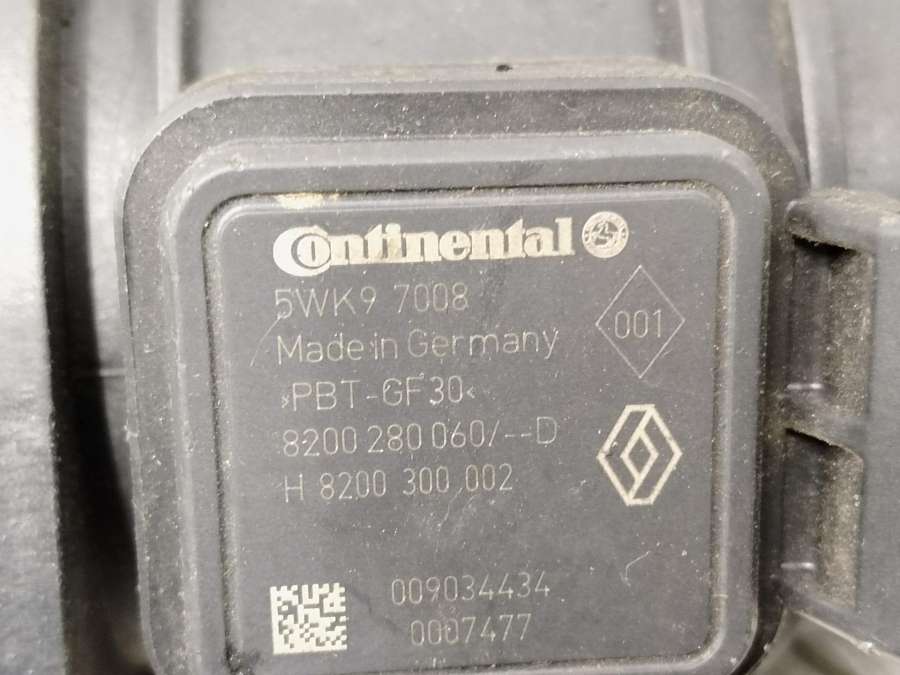 Continental
5WK9 7008
001
Made in Germany
>PBT-GF30<
8200 280 060/--D
H 8200 300 002
009034434
0007477